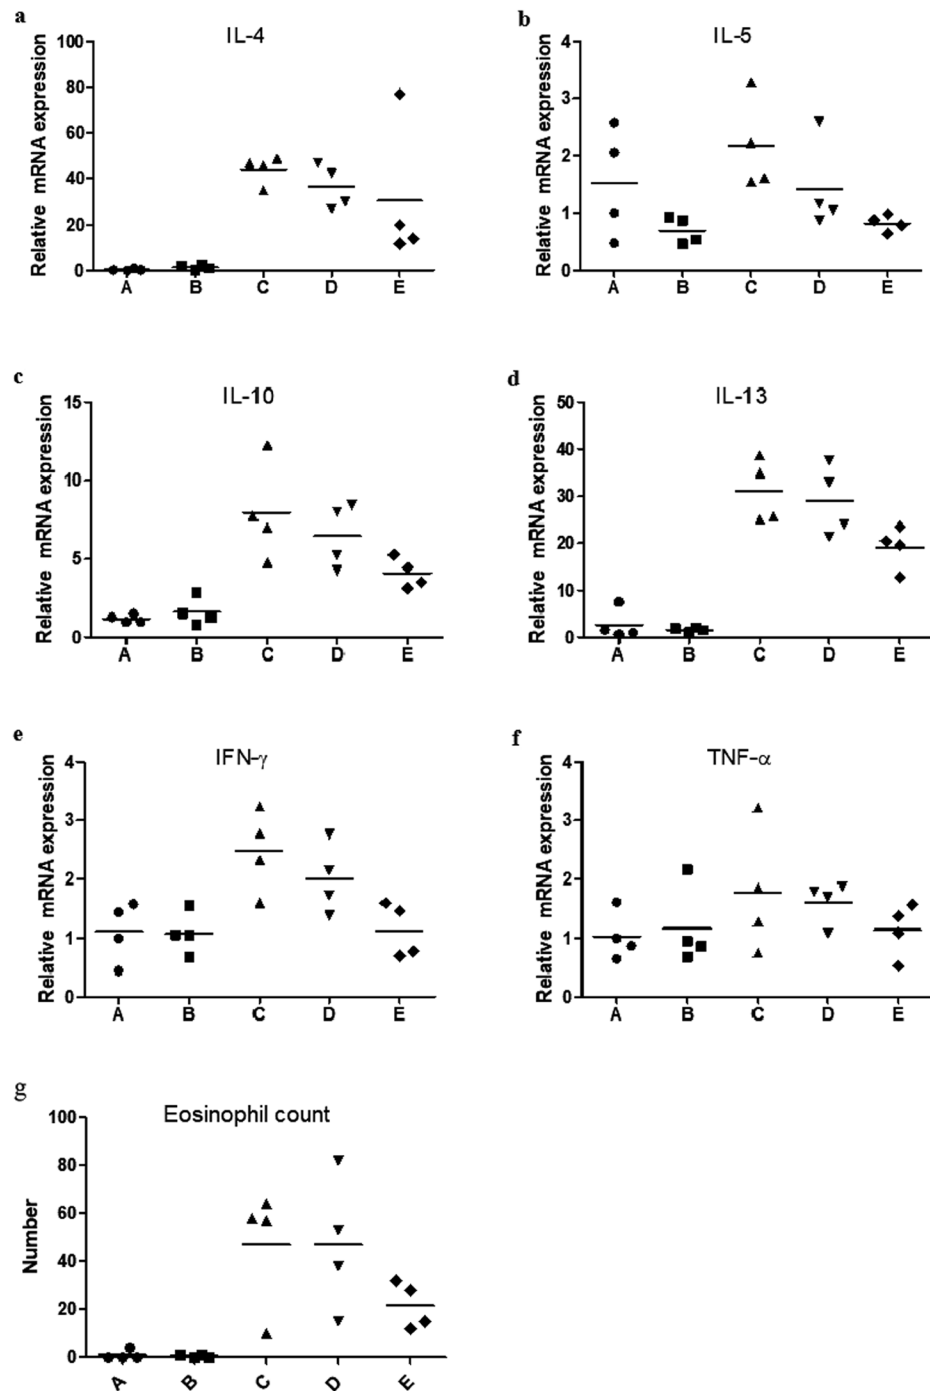 a
IL-4
Relative mRNA expression
100
80
60
40
20
0
A B C D E
b
IL-5
Relative mRNA expression
4
3
2
1
0
A B C D E
c
IL-10
Relative mRNA expression
15
10
5
0
A B C D E
d
IL-13
Relative mRNA expression
50
40
30
20
10
0
A B C D E
e
IFN-γ
Relative mRNA expression
4
3
2
1
0
A B C D E
f
TNF-α
Relative mRNA expression
4
3
2
1
0
A B C D E
g
Eosinophil count
Number
100
80
60
40
20
0
A B C D E